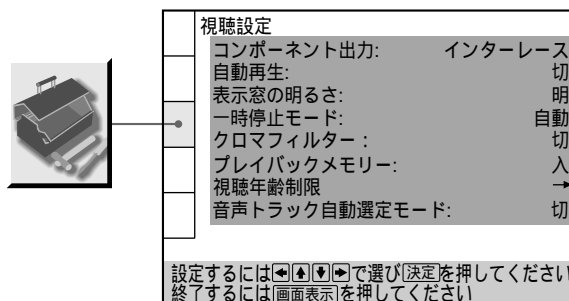 視聴設定
コンポーネント出力: インターレース
自動再生: 切
表示窓の明るさ: 明
一時停止モード: 自動
クロマフィルター: 切
プレイバックメモリー: 入
視聴年齢制限 →
音声トラック自動選定モード: 切
設定するには←↑↓→で選び決定を押してください
終了するには画面表示を押してください